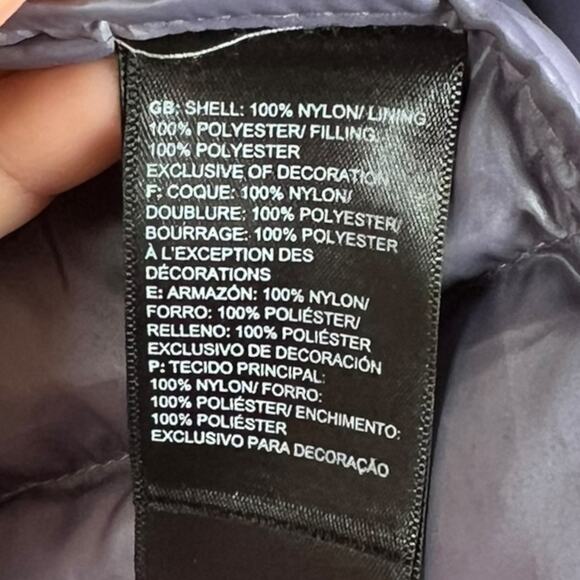 GB: SHELL: 100% NYLON/ LINING
100% POLYESTER/ FILLING
100% POLYESTER
EXCLUSIVE OF DECORATION
F: COQUE: 100% NYLON/
DOUBLURE: 100% POLYESTER/
BOURRAGE: 100% POLYESTER
À L'EXCEPTION DES
DÉCORATIONS
E: ARMAZÓN: 100% NYLON/
FORRO: 100% POLIÉSTER/
RELLENO: 100% POLIÉSTER
EXCLUSIVO DE DECORACIÓN
P: TECIDO PRINCIPAL:
100% NYLON/ FORRO:
100% POLIÉSTER/ ENCHIMENTO:
100% POLIÉSTER
EXCLUSIVO PARA DECORAÇÃO